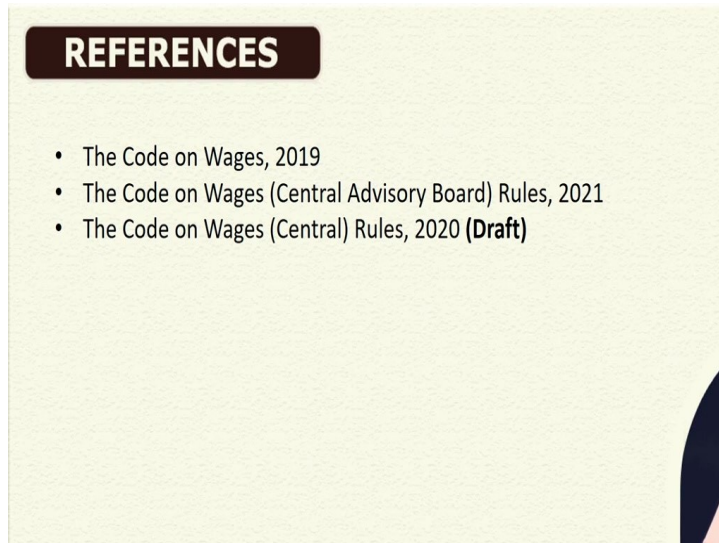 REFERENCES
• The Code on Wages, 2019
• The Code on Wages (Central Advisory Board) Rules, 2021
• The Code on Wages (Central) Rules, 2020 (Draft)